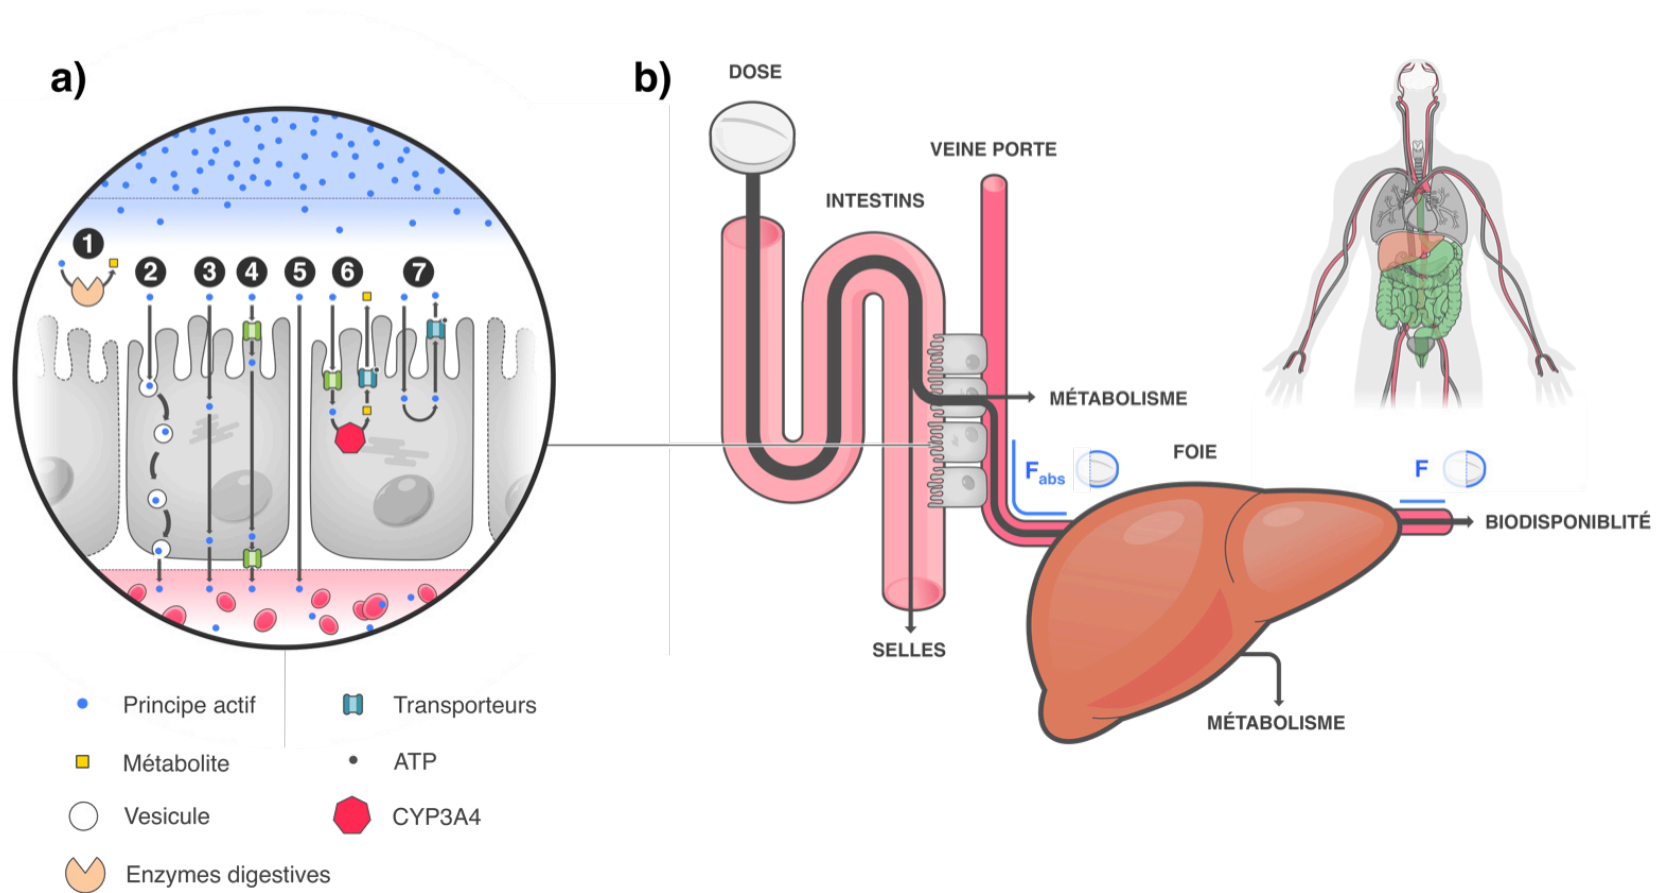 a)
1
2
3
4
5
6
7
Principe actif
Métabolite
Vesicule
Enzymes digestives
Transporteurs
ATP
CYP3A4
b)
DOSE
VEINE PORTE
INTESTINS
MÉTABOLISME
FOIE
Fabs
F
BIODISPONIBLITÉ
SELLES
MÉTABOLISME